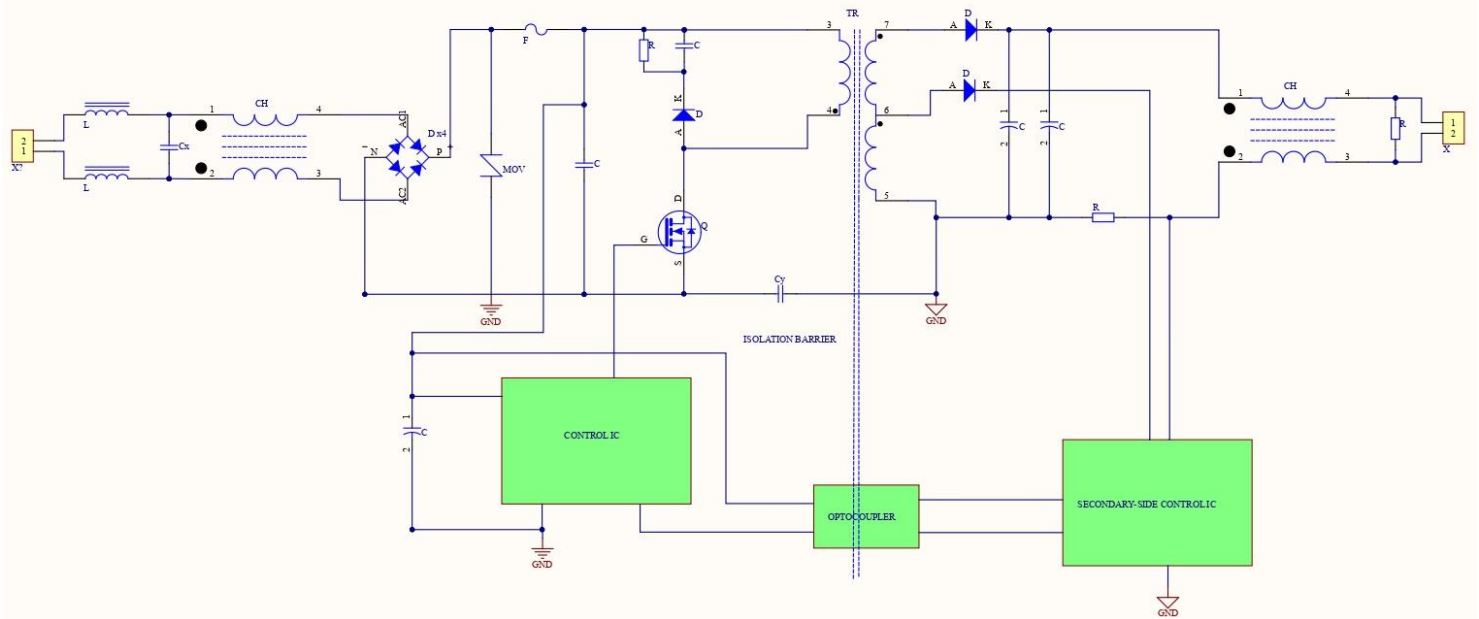 TR
3
7
A
D
K
F
R
C
4
6
A
D
K
CH
1
4
AC1
L
Cx
2
1
X?
L
2
3
D x4
-
N
P
+
AC2
MOV
C
K
D
A
D
Q
G
S
5
1
C
2
1
C
2
R
CH
1
4
R
1
2
X
2
3
Cy
GND
GND
ISOLATION BARRIER
1
C
2
CONTROL IC
OPTOCOUPLER
SECONDARY-SIDE CONTROL IC
GND
GND